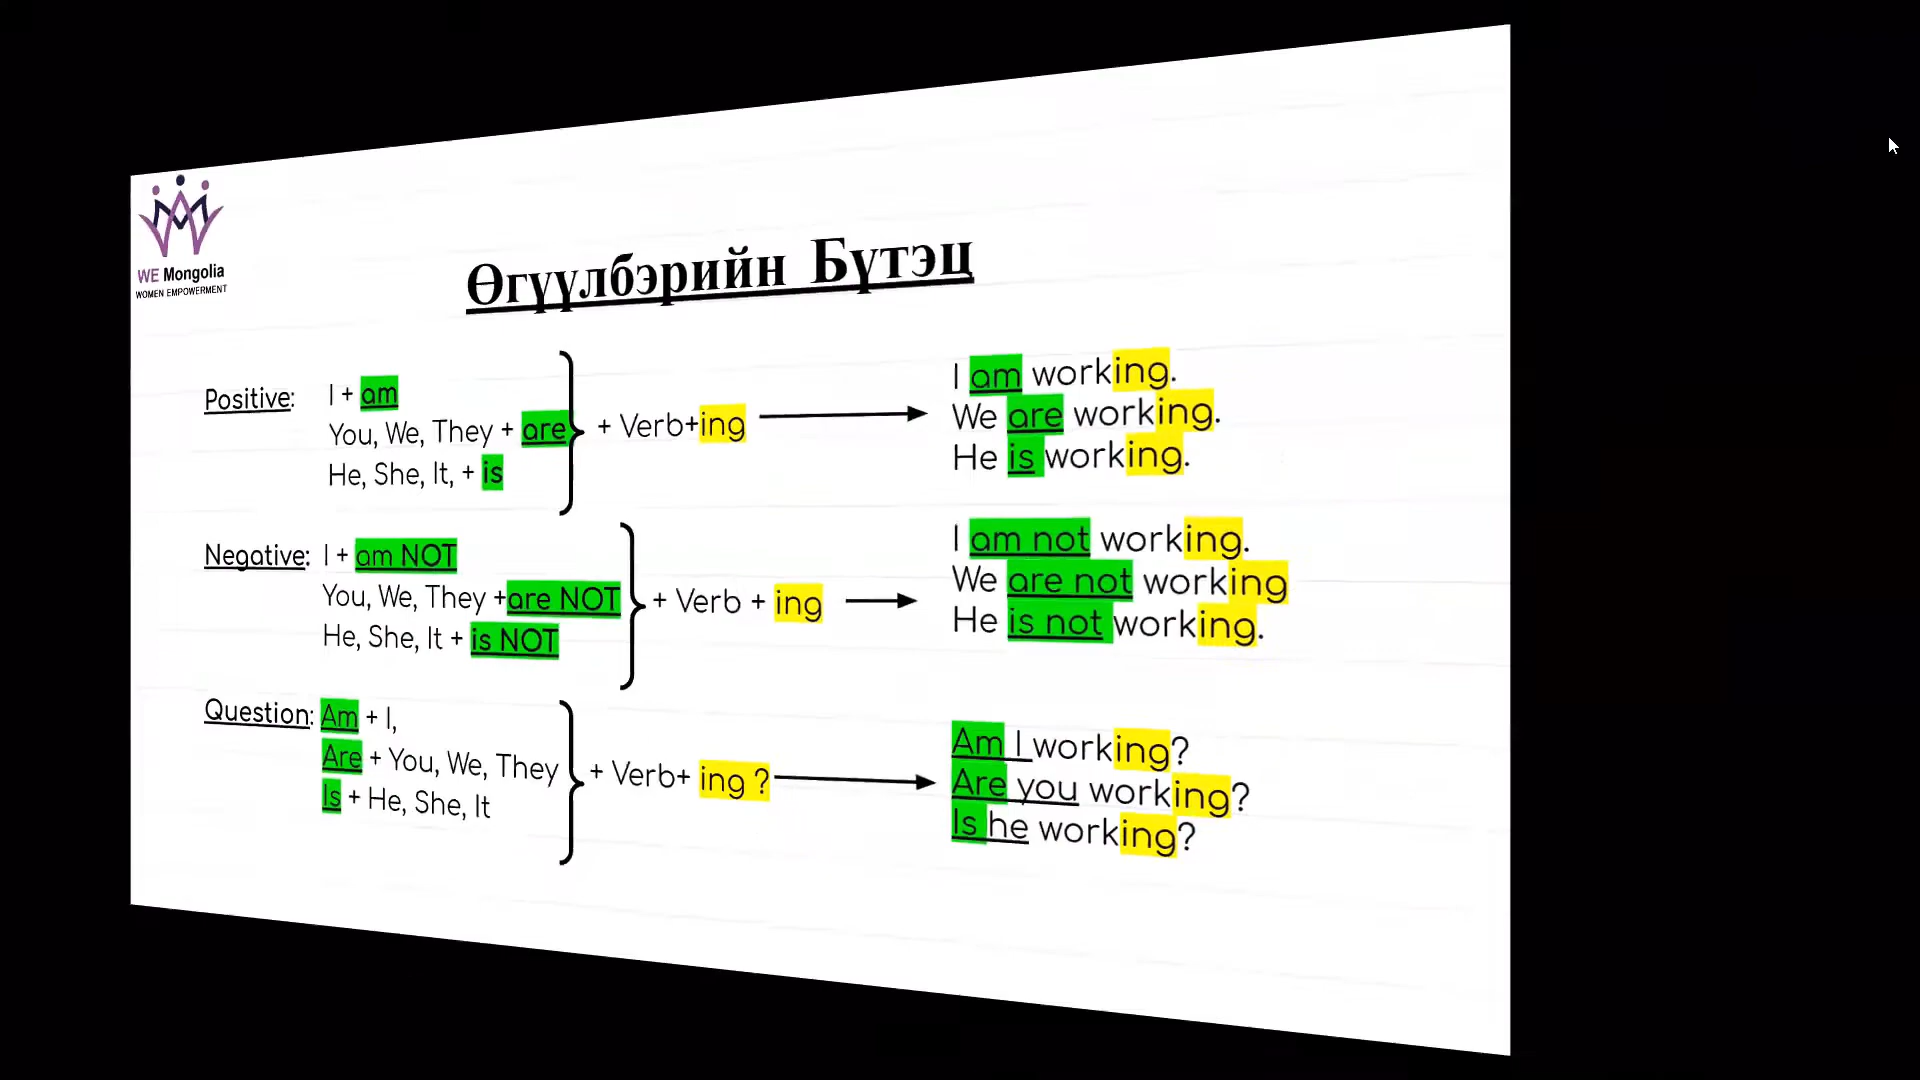 WE Mongolia
WOMEN EMPOWERMENT
Өгүүлбэрийн Бүтэц
Positive: I + am
You, We, They + are
He, She, It, + is
+ Verb+ing
I am working.
We are working.
He is working.
Negative: I + am NOT
You, We, They +are NOT
He, She, It + is NOT
+ Verb + ing
I am not working.
We are not working
He is not working.
Question: Am + I,
Are + You, We, They
Is + He, She, It
+ Verb+ ing ?
Am I working?
Are you working?
Is he working?